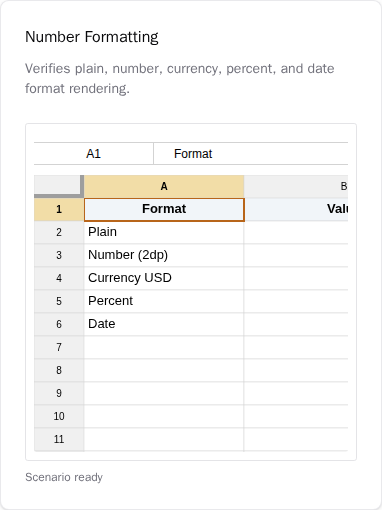 Number Formatting
Verifies plain, number, currency, percent, and date
format rendering.
A1 Format
A B
1 Format
2 Plain
3 Number (2dp)
4 Currency USD
5 Percent
6 Date
7
8
9
10
11
Scenario ready